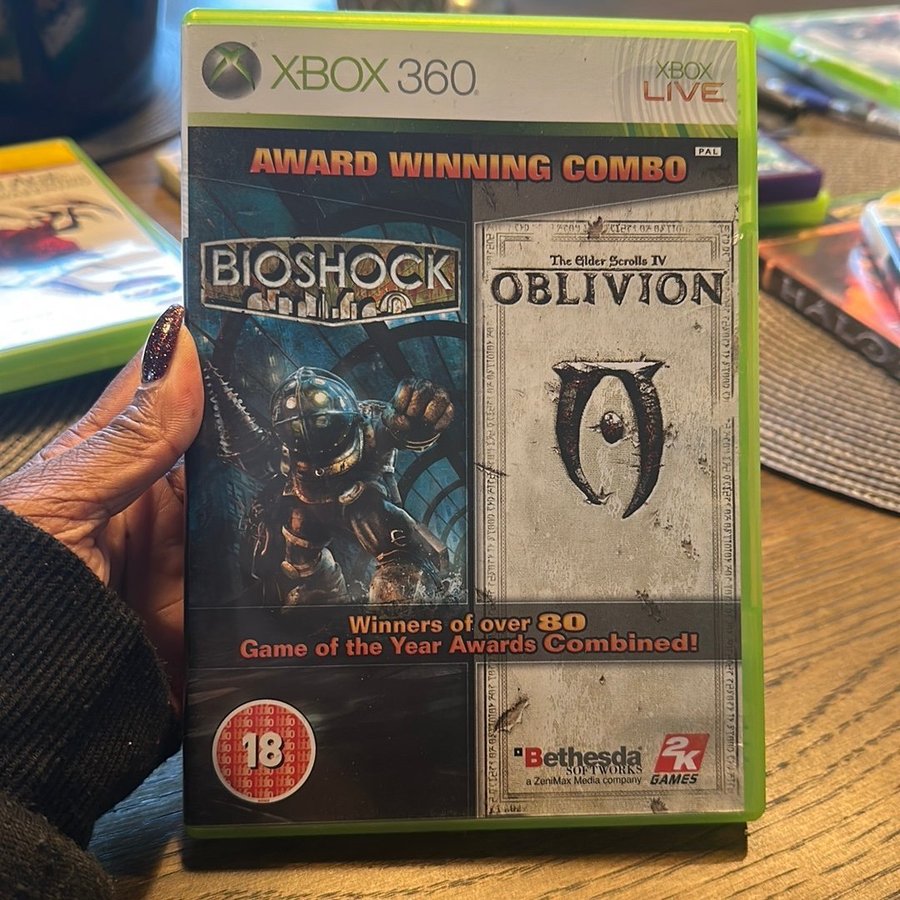 XBOX 360
XBOX
LIVE
PAL
AWARD WINNING COMBO
BIOSHOCK
The Elder Scrolls IV
OBLIVION
Winners of over 80
Game of the Year Awards Combined!
18
Bethesda
SOFTWORKS
a ZeniMax Media company
2K
GAMES
HALO